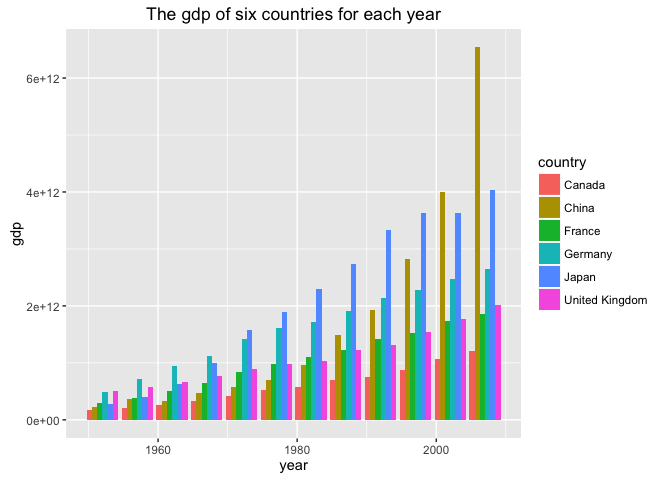 The gdp of six countries for each year
6e+12
4e+12
2e+12
0e+00
gdp
1960
1980
2000
year
country
Canada
China
France
Germany
Japan
United Kingdom